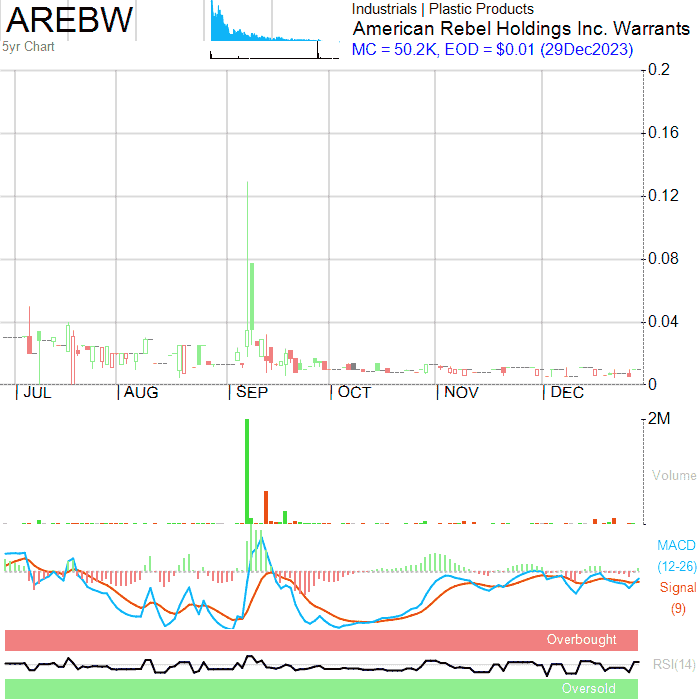 AREBW
5yr Chart
Industrials | Plastic Products
American Rebel Holdings Inc. Warrants
MC = 50.2K, EOD = $0.01 (29Dec2023)
0.2
0.16
0.12
0.08
0.04
0
JUL AUG SEP OCT NOV DEC
2M
Volume
MACD
(12-26)
Signal
(9)
Overbought
RSI(14)
Oversold